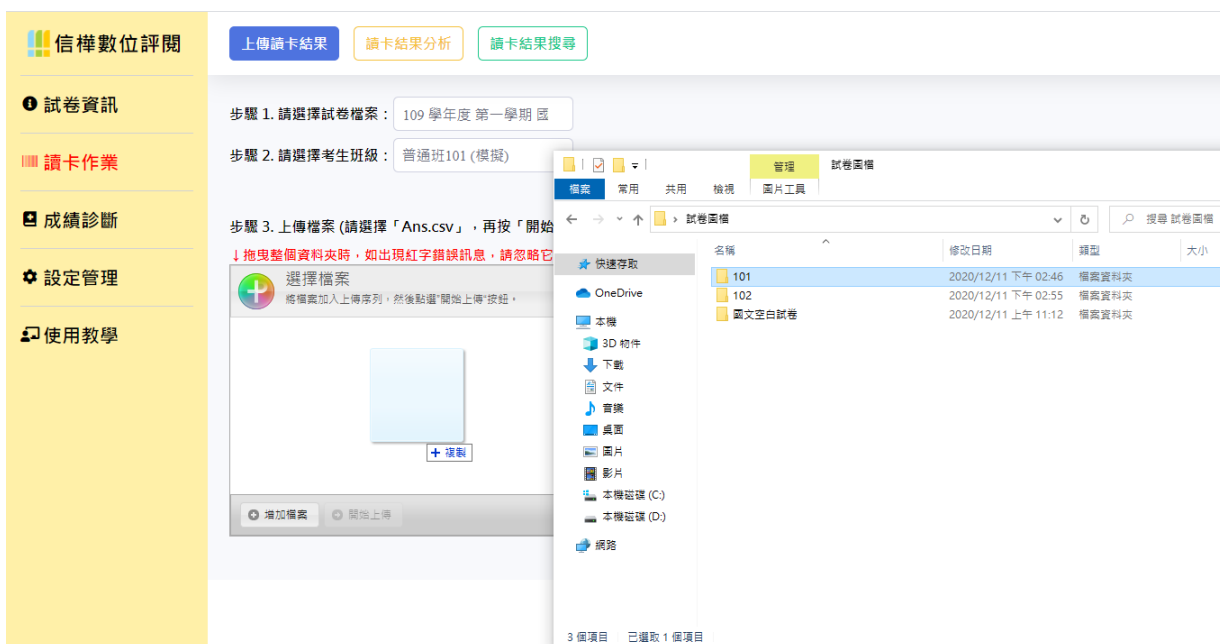 信樺數位評閱
試卷資訊
讀卡作業
成績診斷
設定管理
使用教學
上傳讀卡結果
讀卡結果分析
讀卡結果搜尋
步驟 1. 請選擇試卷檔案：
109 學年度 第一學期 國
步驟 2. 請選擇考生班級：
普通班101 (模擬)
步驟 3. 上傳檔案 (請選擇「Ans.csv」，再按「開始
↓拖曳整個資料夾時，如出現紅字錯誤訊息，請忽略它
選擇檔案
將檔案加入上傳序列，然後點選"開始上傳"按鈕。
+ 複製
增加檔案
開始上傳
管理
試卷圖檔
檔案
常用
共用
檢視
圖片工具
試卷圖檔
搜尋 試卷圖檔
名稱
修改日期
類型
大小
101
2020/12/11 下午 02:46
檔案資料夾
102
2020/12/11 下午 02:55
檔案資料夾
國文空白試卷
2020/12/11 上午 11:12
檔案資料夾
快速存取
OneDrive
本機
3D 物件
下載
文件
音樂
桌面
圖片
影片
本機磁碟 (C:)
本機磁碟 (D:)
網路
3 個項目
已選取 1 個項目